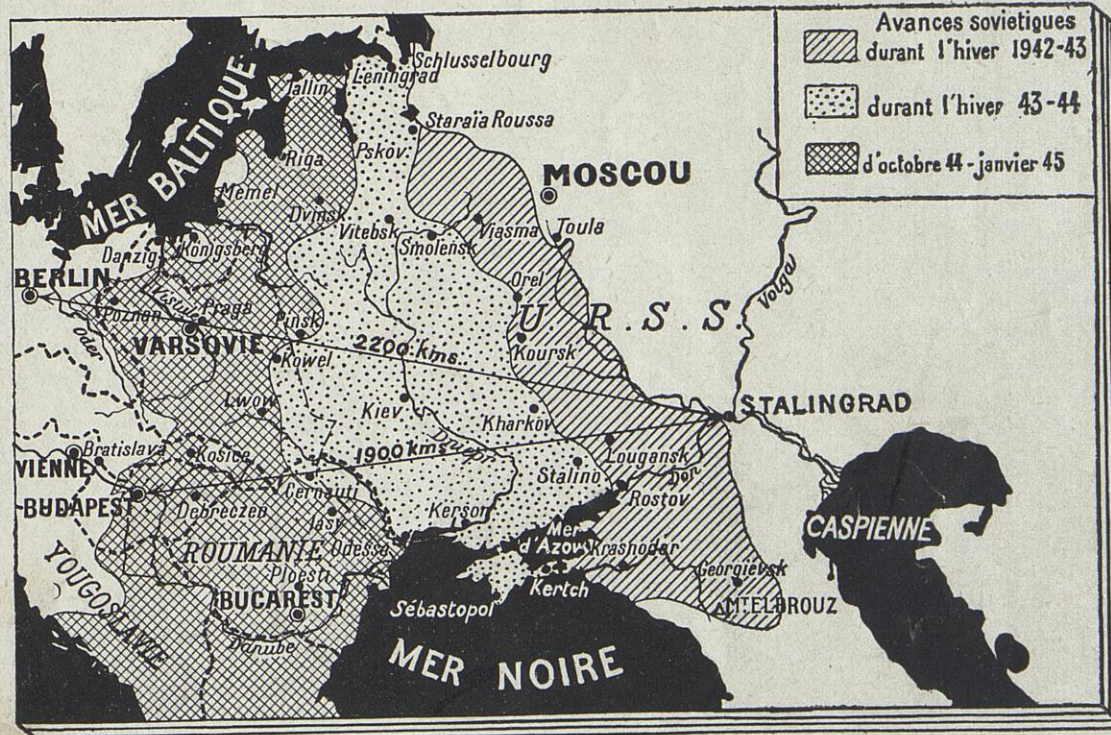 Avances sovietiques
durant l'hiver 1942-43
durant l'hiver 43-44
d'octobre 44-janvier 45
Schlusselbourg
Léningrad
Tallin
Staraïa Roussa
MER BALTIQUE
Pskov
Riga
MOSCOU
Memel
Dvinsk
Vitebsk
Smolensk
Viasma
Toula
Danzig
Königsberg
Volga
BERLIN
Orel
Poznan
Vistule
Praga
Pinsk
U. R. S. S.
Oder
VARSOVIE
2200 kms.
Koursk
Kowel
Lwow
Kiev
Kharkov
STALINGRAD
Dniepr
1900 kms.
Bratislava
Košice
Lougansk
VIENNE
Stalino
Don
Cernauti
Rostov
BUDAPEST
Debreczen
Jasy
Kerson
CASPIENNE
Mer
d'Azow
YOUGOSLAVIE
ROUMANIE
Odessa
Krasnodar
Georgievsk
Ploesti
Kertch
BUCAREST
Sébastopol
Mt ELBROUZ
Danube
MER NOIRE